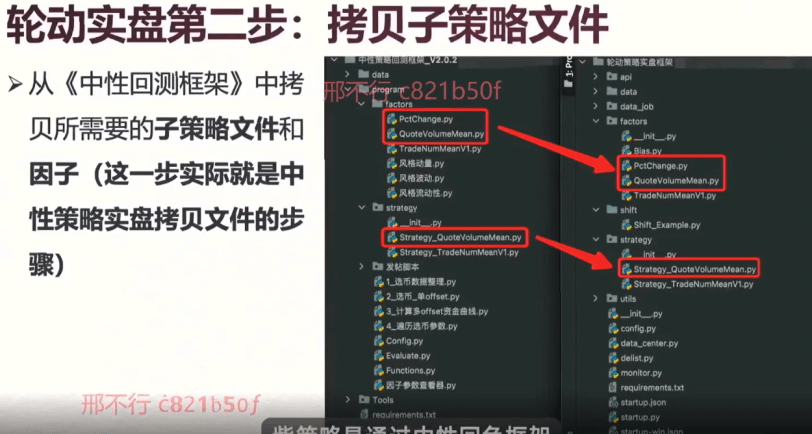 轮动实盘第二步：拷贝子策略文件
从《中性回测框架》中拷
贝所需要的子策略文件和
因子（这一步实际就是中
性策略实盘拷贝文件的步
骤）
中性策略回测框架_V2.0.2
data
program
factors
PctChange.py
QuoteVolumeMean.py
TradeNumMeanV1.py
风格动量.py
风格波动.py
风格流动性.py
strategy
__init__.py
Strategy_QuoteVolumeMean.py
Strategy_TradeNumMeanV1.py
发帖脚本
1_选币数据整理.py
2_选币_单offset.py
3_计算多offset资金曲线.py
4_遍历选币参数.py
Config.py
Evaluate.py
Functions.py
因子参数查看器.py
Tools
requirements.txt
轮动策略实盘框架
api
data
data_job
factors
__init__.py
Bias.py
PctChange.py
QuoteVolumeMean.py
TradeNumMeanV1.py
shift
Shift_Example.py
strategy
__init__.py
Strategy_QuoteVolumeMean.py
Strategy_TradeNumMeanV1.py
utils
__init__.py
config.py
data_center.py
delist.py
monitor.py
requirements.txt
startup.json
startup.py
startup-win.json
邢不行 c821b50f
邢不行 c821b50f